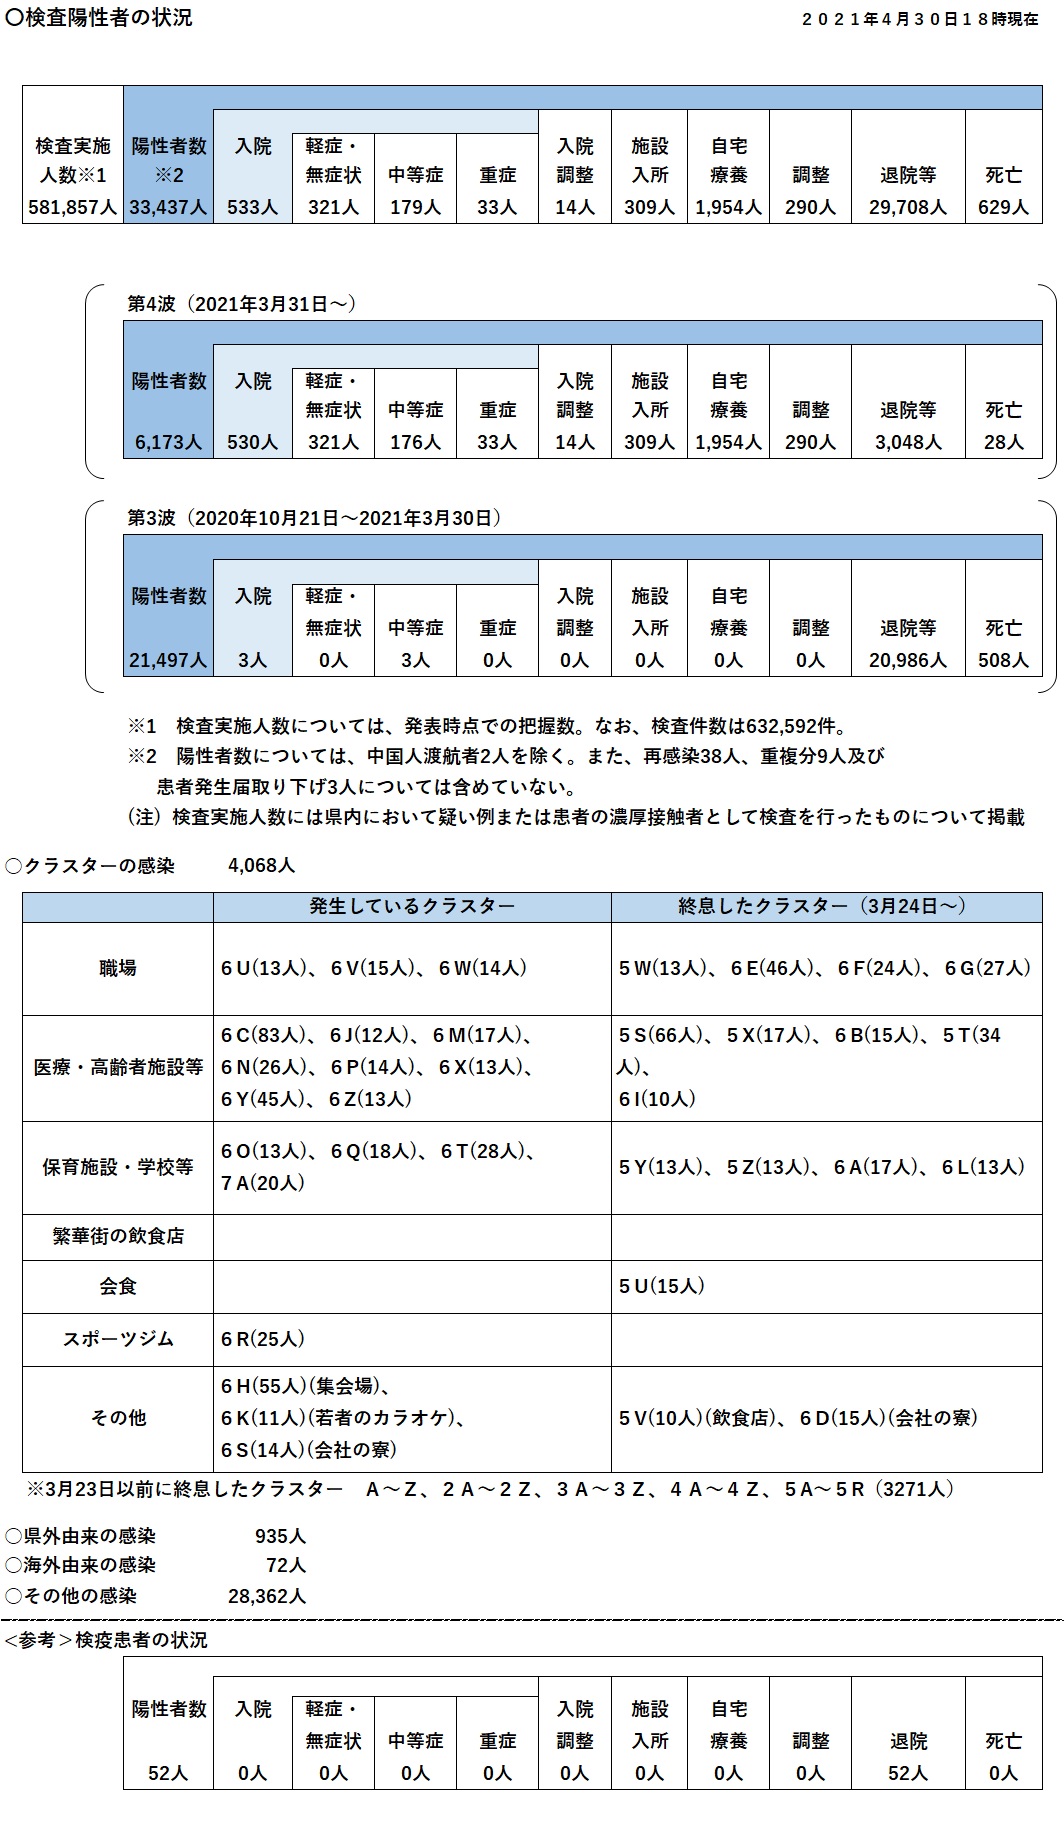 〇検査陽性者の状況
２０２１年４月３０日１８時現在
検査実施人数※1 陽性者数※2 入院 軽症・無症状 中等症 重症 入院調整 施設入所 自宅療養 調整 退院等 死亡
581,857人 33,437人 533人 321人 179人 33人 14人 309人 1,954人 290人 29,708人 629人
第4波（2021年3月31日～）
陽性者数 入院 軽症・無症状 中等症 重症 入院調整 施設入所 自宅療養 調整 退院等 死亡
6,173人 530人 321人 176人 33人 14人 309人 1,954人 290人 3,048人 28人
第3波（2020年10月21日～2021年3月30日）
陽性者数 入院 軽症・無症状 中等症 重症 入院調整 施設入所 自宅療養 調整 退院等 死亡
21,497人 3人 0人 3人 0人 0人 0人 0人 0人 20,986人 508人
※1　検査実施人数については、発表時点での把握数。なお、検査件数は632,592件。
※2　陽性者数については、中国人渡航者2人を除く。また、再感染38人、重複分9人及び
患者発生届取り下げ3人については含めていない。
(注）検査実施人数には県内において疑い例または患者の濃厚接触者として検査を行ったものについて掲載
○クラスターの感染 4,068人
発生しているクラスター 終息したクラスター（3月24日～）
職場
６U(13人)、６V(15人)、６W(14人)
５W(13人)、６E(46人)、６F(24人)、６G(27人)
医療・高齢者施設等
６C(83人)、６J(12人)、６M(17人)、
６N(26人)、６P(14人)、６X(13人)、
６Y(45人)、６Z(13人)
５S(66人)、５X(17人)、６B(15人)、５T(34
人)、
６I(10人)
保育施設・学校等
６O(13人)、６Q(18人)、６T(28人)、
７A(20人)
５Y(13人)、５Z(13人)、６A(17人)、６L(13人)
繁華街の飲食店
会食
５U(15人)
スポーツジム
６R(25人)
その他
６H(55人)(集会場)、
６K(11人)(若者のカラオケ)、
６S(14人)(会社の寮)
５V(10人)(飲食店)、６D(15人)(会社の寮)
※3月23日以前に終息したクラスター　Ａ～Ｚ、２Ａ～２Ｚ、３Ａ～３Ｚ、４Ａ～４Ｚ、５A～５R（3271人）
○県外由来の感染 935人
○海外由来の感染 72人
○その他の感染 28,362人
<参考＞検疫患者の状況
陽性者数 入院 軽症・無症状 中等症 重症 入院調整 施設入所 自宅療養 調整 退院 死亡
52人 0人 0人 0人 0人 0人 0人 0人 0人 52人 0人